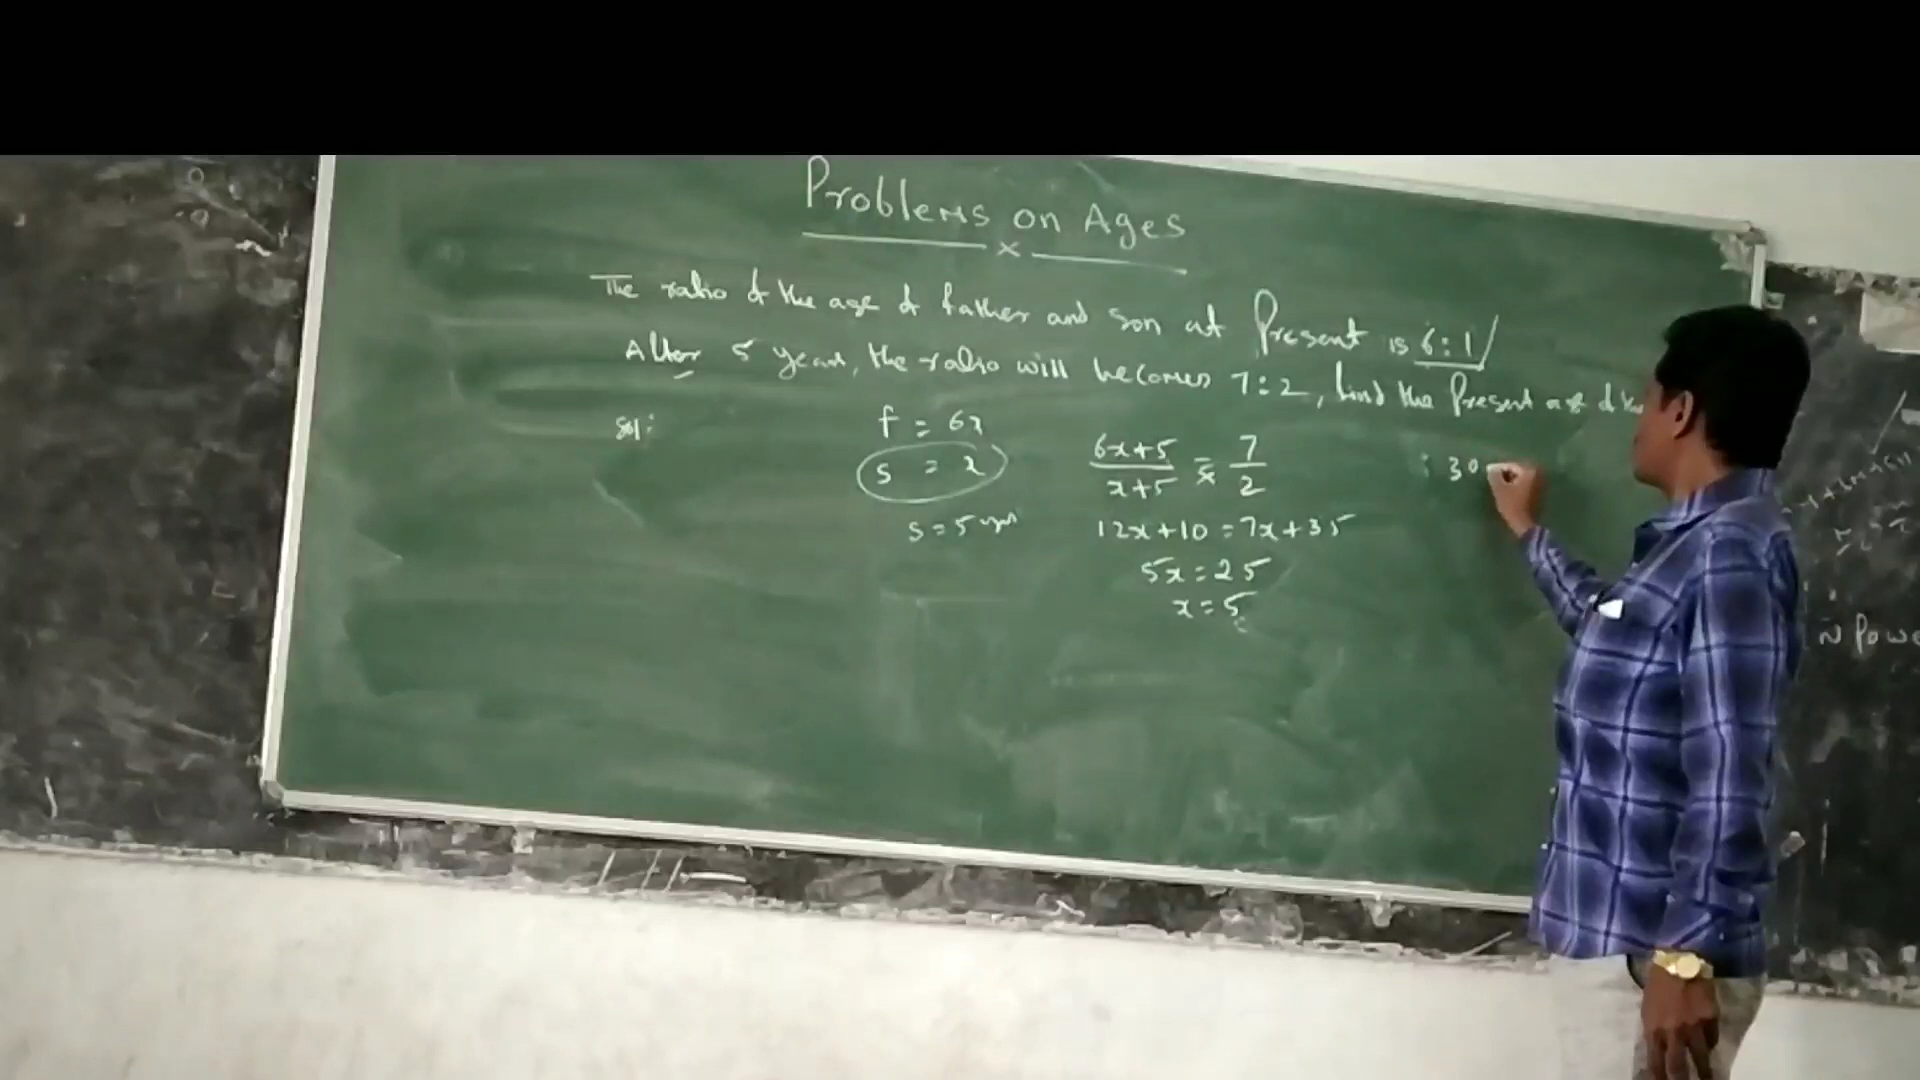 Problems on Ages
x
The ratio of the age of father and son at Present is 6:1
After 5 years, the ratio will becomes 7:2, find the Present age of
Sol:
f = 6x
s = x
s = 5 years
6x+5 / x+5 = 7 / 2
12x+10 = 7x+35
5x = 25
x = 5
: 30
N Powe